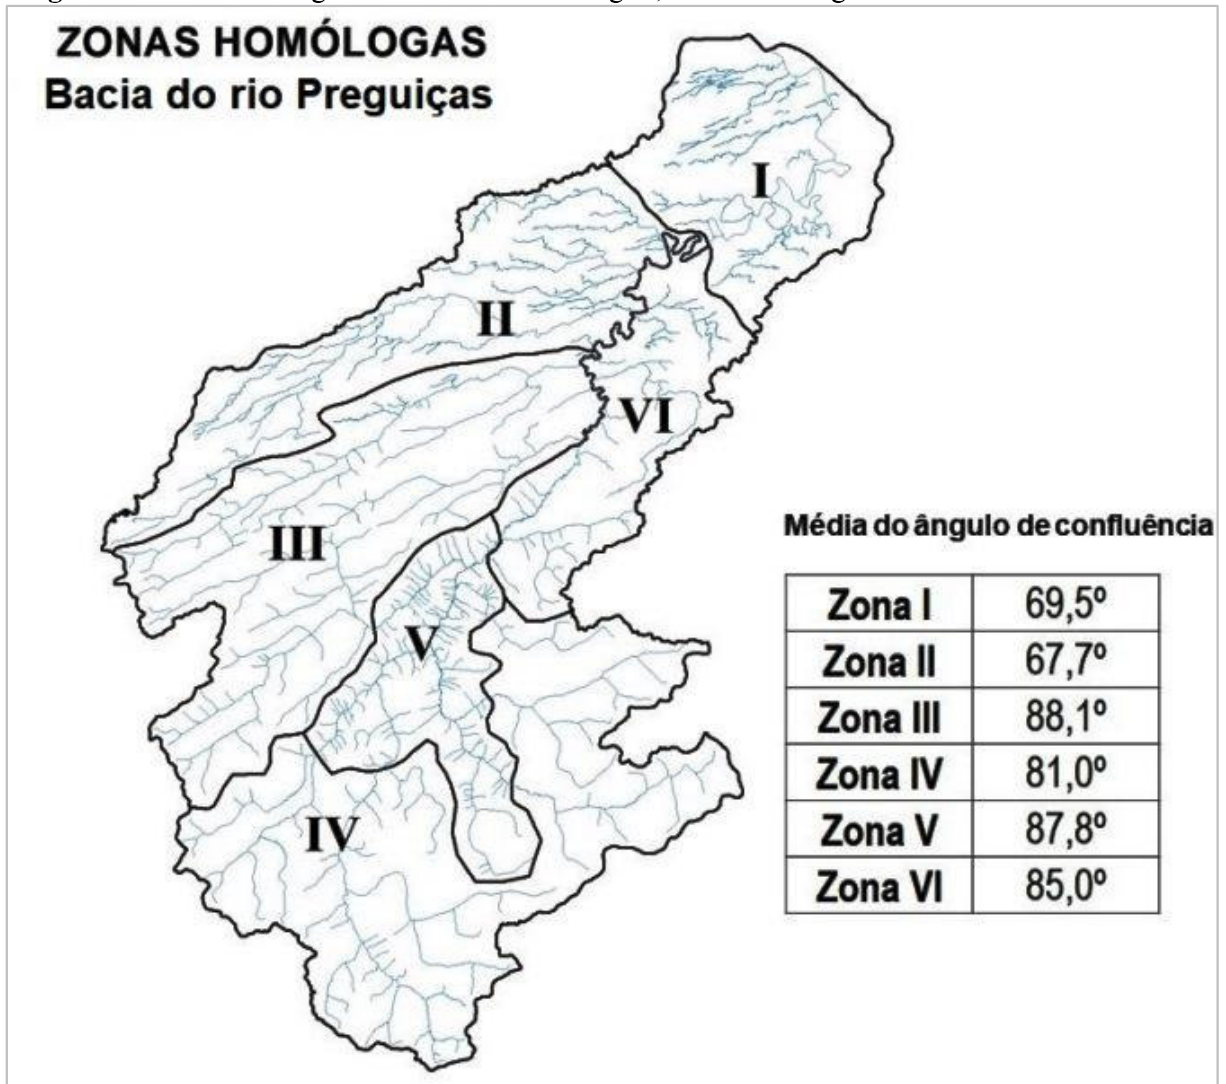 ZONAS HOMÓLOGAS
Bacia do rio Preguiças
I
II
VI
III
V
IV
Média do ângulo de confluência
Zona I 69,5º
Zona II 67,7º
Zona III 88,1º
Zona IV 81,0º
Zona V 87,8º
Zona VI 85,0º